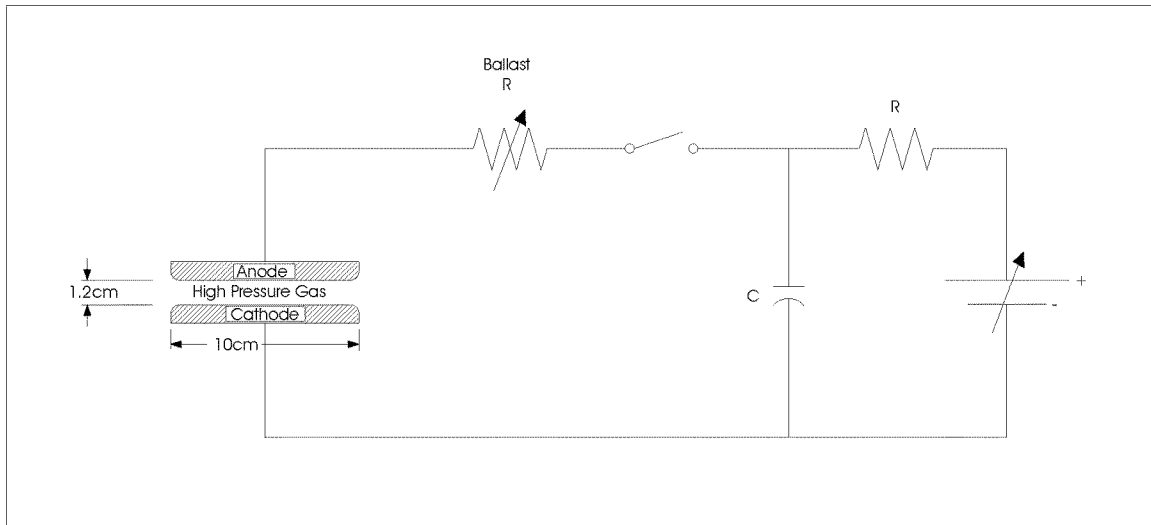 Ballast
R
R
Anode
1.2cm
High Pressure Gas
Cathode
10cm
C
+
-